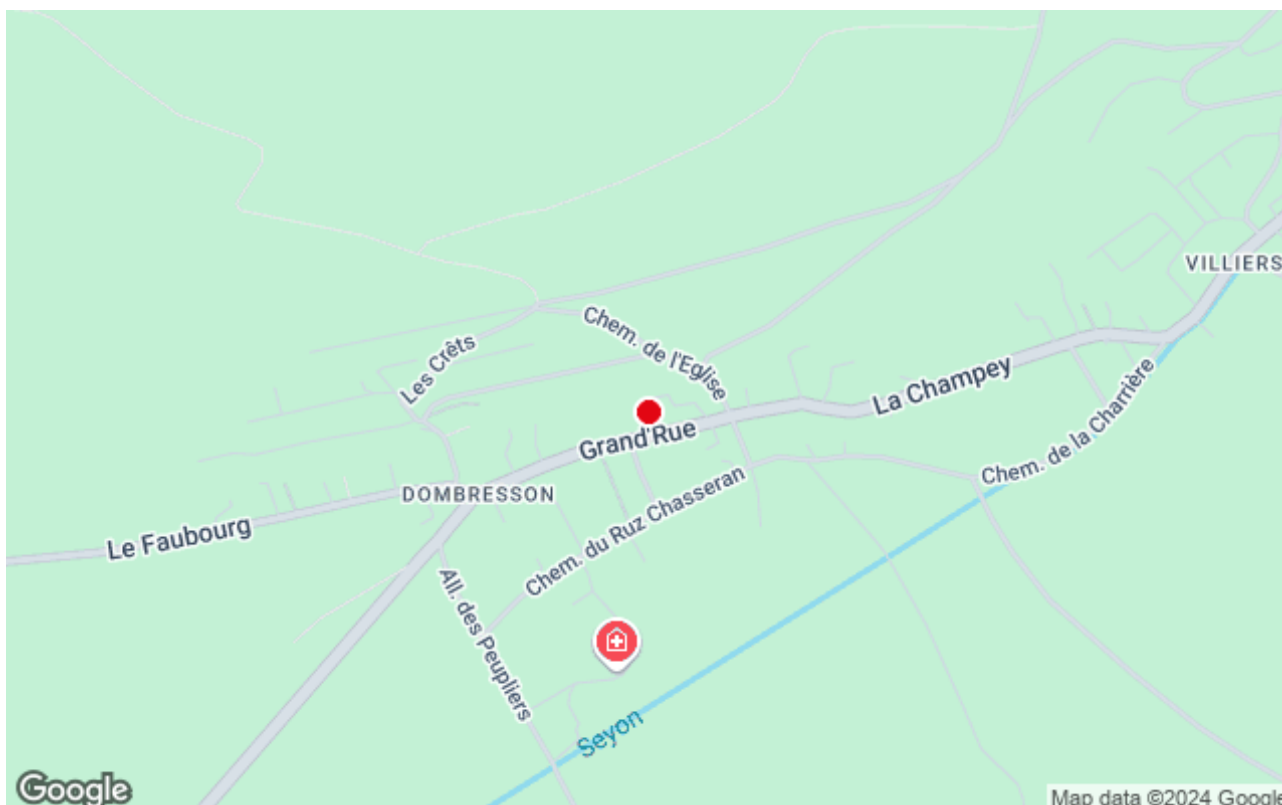 VILLIERS
Chem. de l'Eglise
Les Crêts
La Champey
Grand'Rue
Chem. de la Charrière
DOMBRESSON
Chem. du Ruz Chasseran
Le Faubourg
All. des Peupliers
Seyon
Google
Map data ©2024 Google